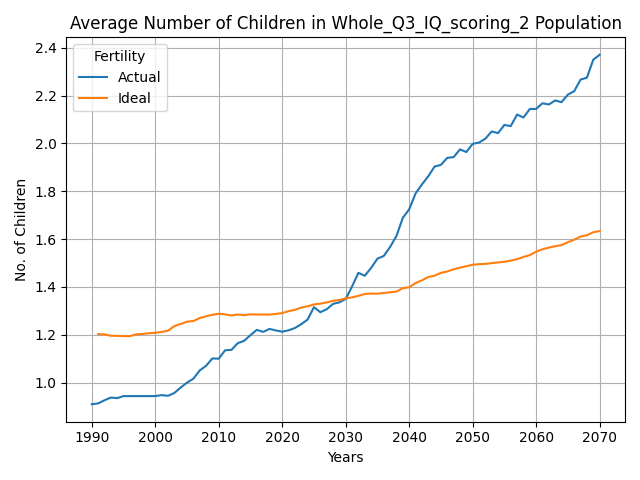 Average Number of Children in Whole_Q3_IQ_scoring_2 Population
Fertility
Actual
Ideal
No. of Children
2.4
2.2
2.0
1.8
1.6
1.4
1.2
1.0
1990 2000 2010 2020 2030 2040 2050 2060 2070
Years